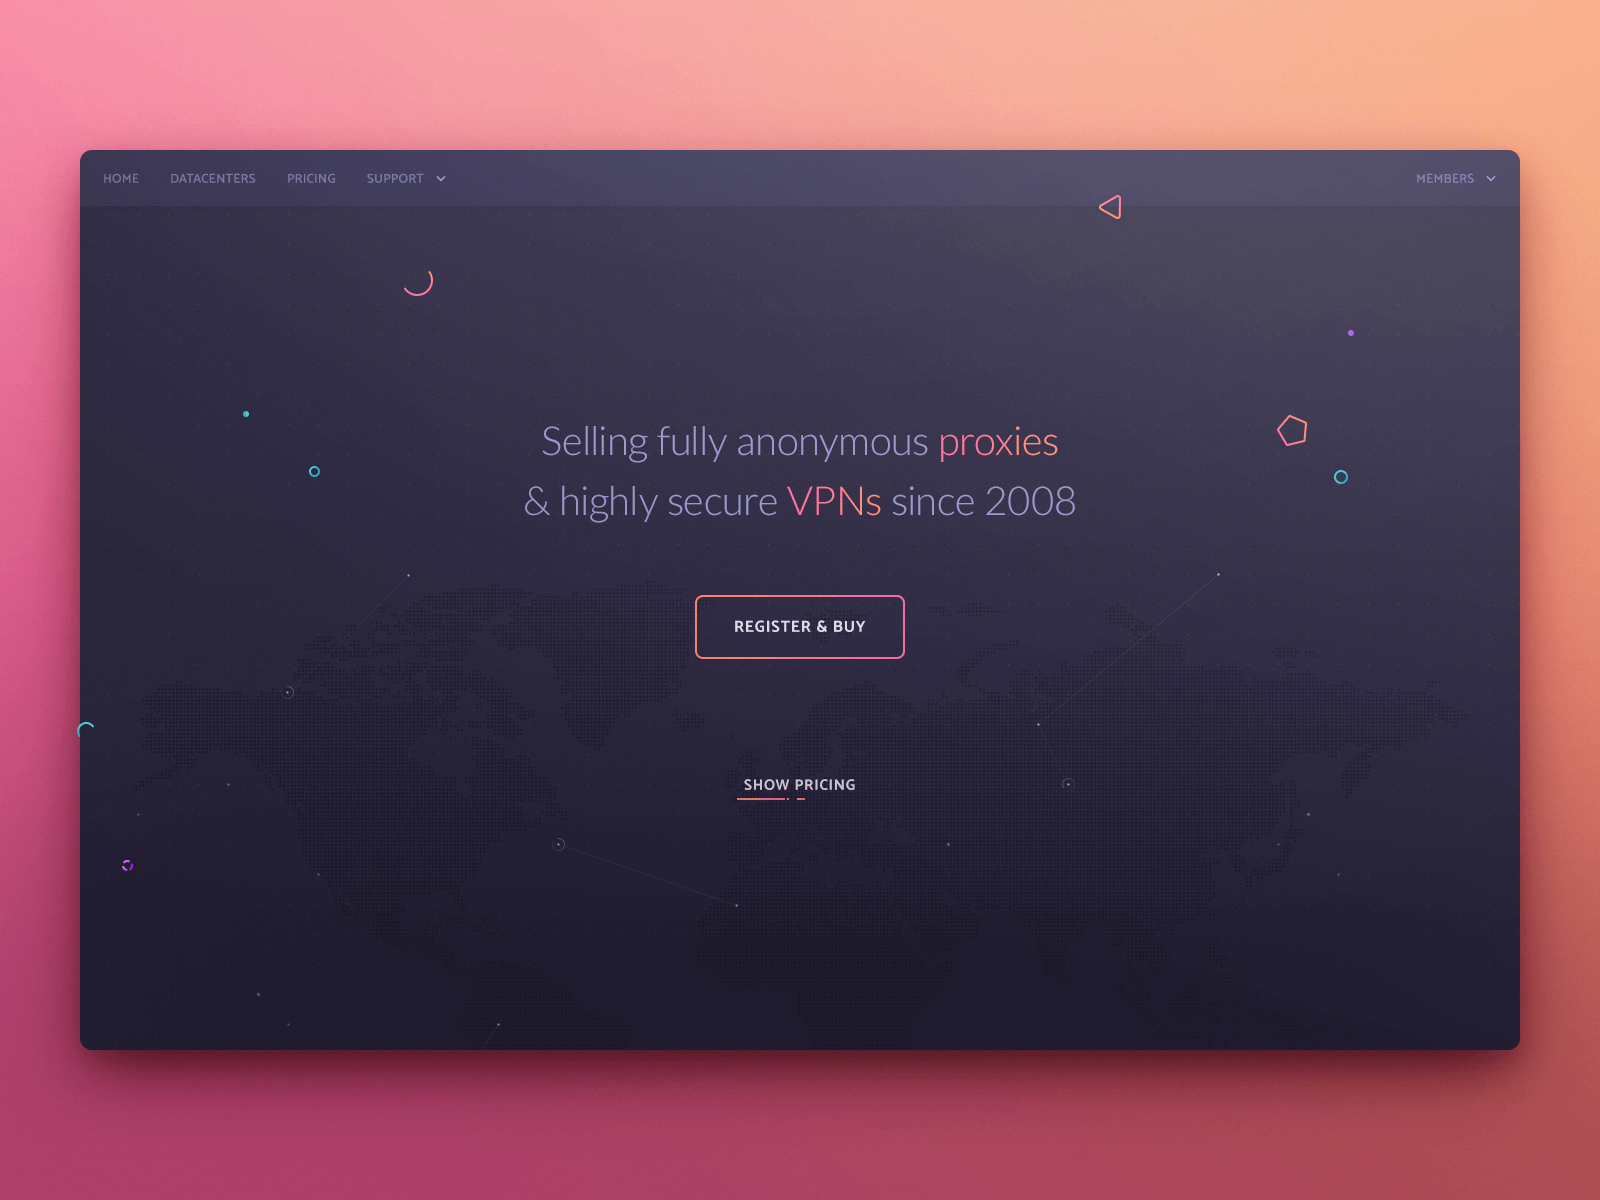 HOME DATACENTERS PRICING SUPPORT MEMBERS
Selling fully anonymous proxies
& highly secure VPNs since 2008
REGISTER & BUY
SHOW PRICING